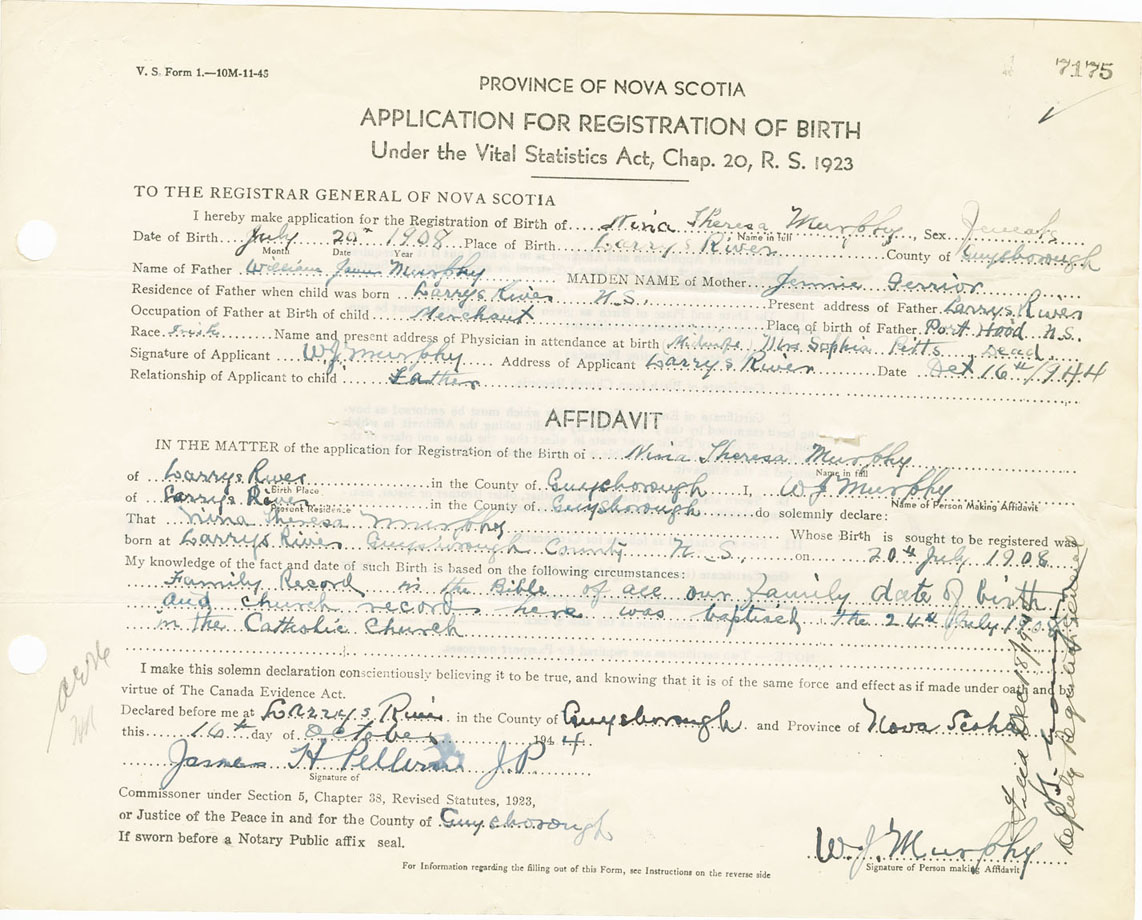 V. S. Form 1.—10M-11-45
7175
PROVINCE OF NOVA SCOTIA
APPLICATION FOR REGISTRATION OF BIRTH
Under the Vital Statistics Act, Chap. 20, R. S. 1923
TO THE REGISTRAR GENERAL OF NOVA SCOTIA
I hereby make application for the Registration of Birth of Nina Theresa Murphy, Sex Female
Name in full
Date of Birth July 20th 1908 Place of Birth Larry's River County of Guysborough
Month Date Year
Name of Father William James Murphy MAIDEN NAME of Mother Jennie Gerrior
Residence of Father when child was born Larrys River N.S. Present address of Father Larrys River
Occupation of Father at Birth of child Merchant Place of birth of Father Port Hood N.S.
Race Irish Name and present address of Physician in attendance at birth (Midwife) Mrs Sophia Pitts Dead
Signature of Applicant W J Murphy Address of Applicant Larry's River Date Oct 16th/1944
Relationship of Applicant to child Father
AFFIDAVIT
IN THE MATTER of the application for Registration of the Birth of Nina Theresa Murphy
Name in full
of Larrys River in the County of Guysborough I, W J Murphy
Birth Place
Name of Person Making Affidavit
of Larrys River in the County of Guysborough do solemnly declare:
Present Residence
That Nina Theresa Murphy Whose Birth is sought to be registered was
born at Larrys River Guysborough County N.S., on 20th July 1908
My knowledge of the fact and date of such Birth is based on the following circumstances:
Family Record in the Bible of all our family date of birth
and church record here was baptised the 24th July 1908
in the Catholic Church
I make this solemn declaration conscientiously believing it to be true, and knowing that it is of the same force and effect as if made under oath and by
virtue of The Canada Evidence Act.
Declared before me at Larry's River in the County of Guysborough and Province of Nova Scotia
this 16th day of October 1944.
James H Pellerin J.P.
Signature of
Commissioner under Section 5, Chapter 38, Revised Statutes, 1923,
or Justice of the Peace in and for the County of Guysborough
If sworn before a Notary Public affix seal.
W. J. Murphy
Signature of Person making Affidavit
For Information regarding the filling out of this Form, see Instructions on the reverse side
Deputy Registrar General